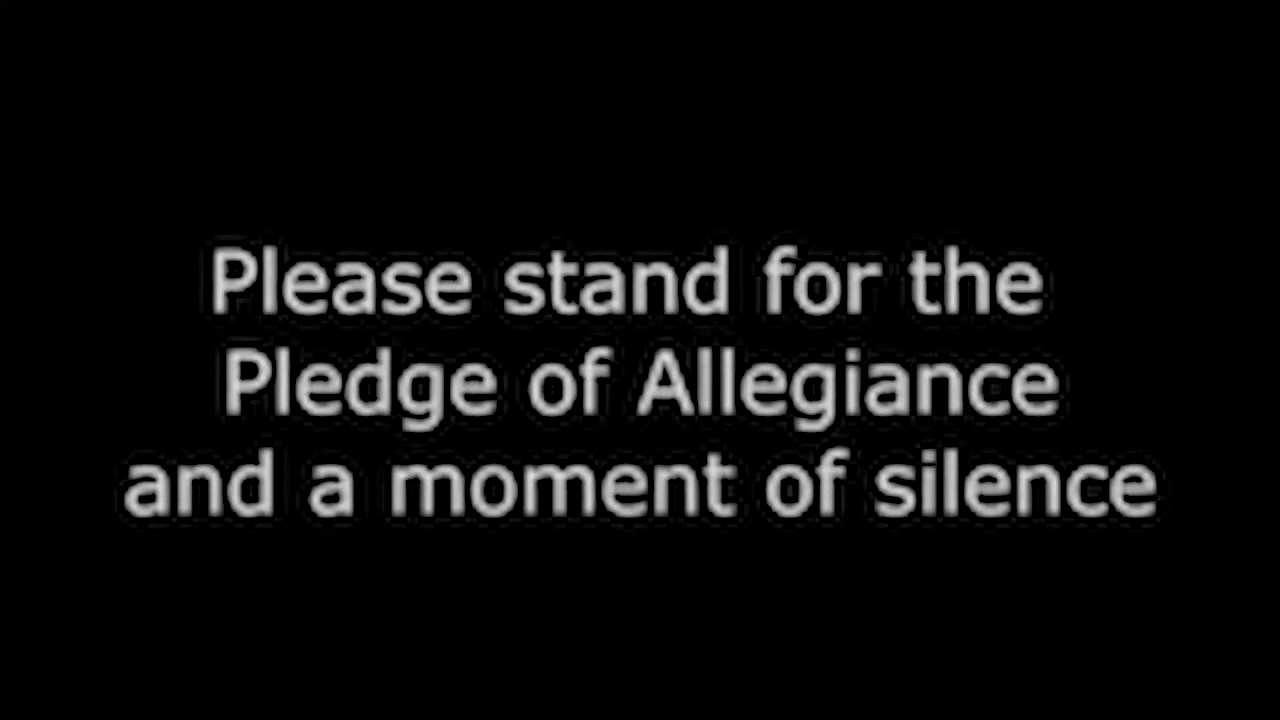 Please stand for the
Pledge of Allegiance
and a moment of silence